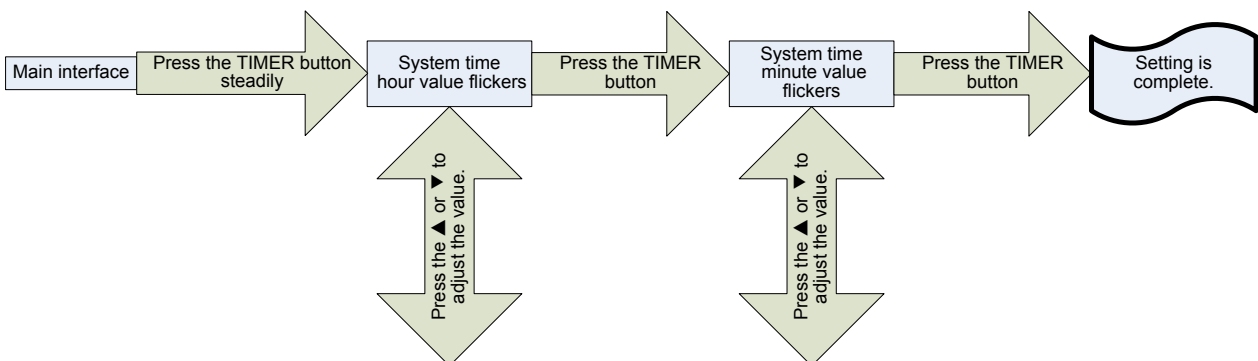 Main interface
Press the TIMER button
steadily
System time
hour value flickers
Press the TIMER
button
System time
minute value
flickers
Press the TIMER
button
Setting is
complete.
Press the ▲ or ▼ to
adjust the value.
Press the ▲ or ▼ to
adjust the value.